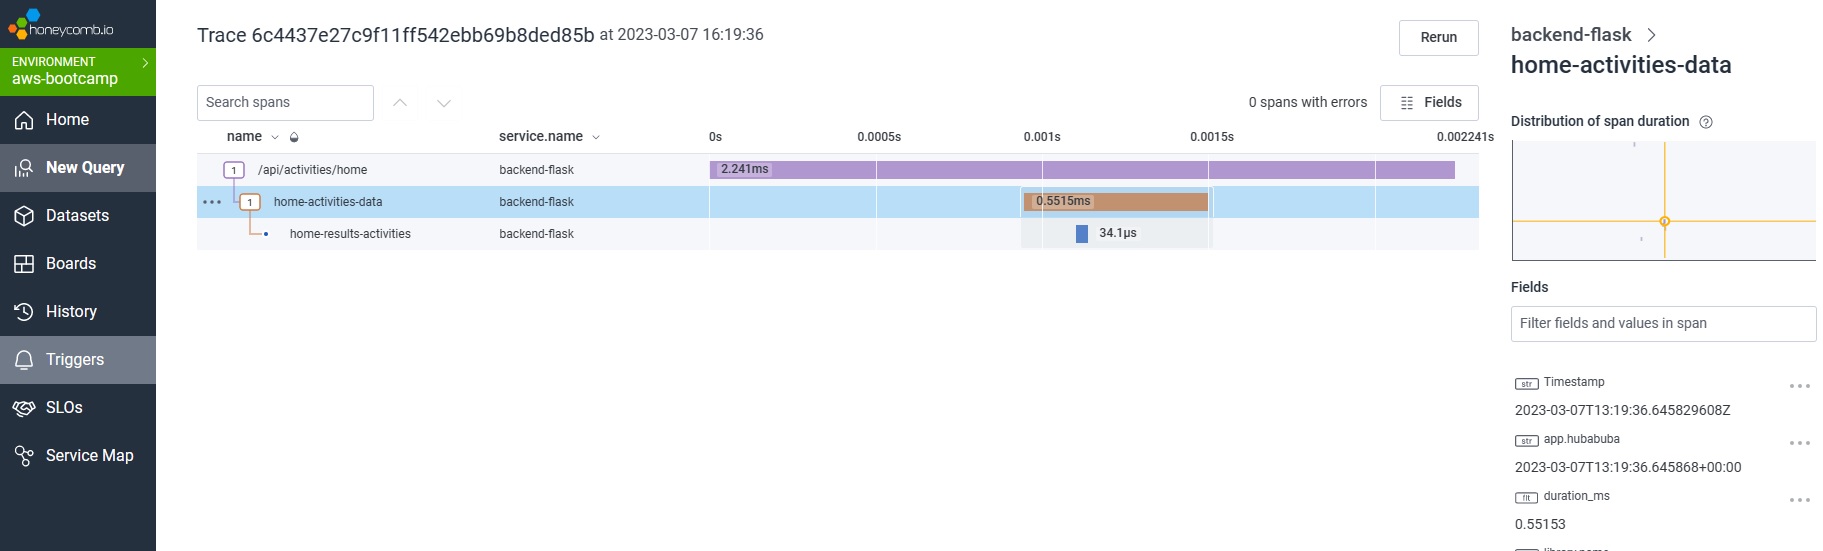 honeycomb.io
ENVIRONMENT
aws-bootcamp
Home
New Query
Datasets
Boards
History
Triggers
SLOs
Service Map
Trace 6c4437e27c9f11ff542ebb69b8ded85b at 2023-03-07 16:19:36
Rerun
Search spans
0 spans with errors
Fields
name service.name 0s 0.0005s 0.001s 0.0015s 0.002241s
1 /api/activities/home backend-flask 2.241ms
1 home-activities-data backend-flask 0.5515ms
home-results-activities backend-flask 34.1µs
backend-flask
home-activities-data
Distribution of span duration
Fields
Filter fields and values in span
str Timestamp
2023-03-07T13:19:36.645829608Z
str app.hubabuba
2023-03-07T13:19:36.645868+00:00
flt duration_ms
0.55153